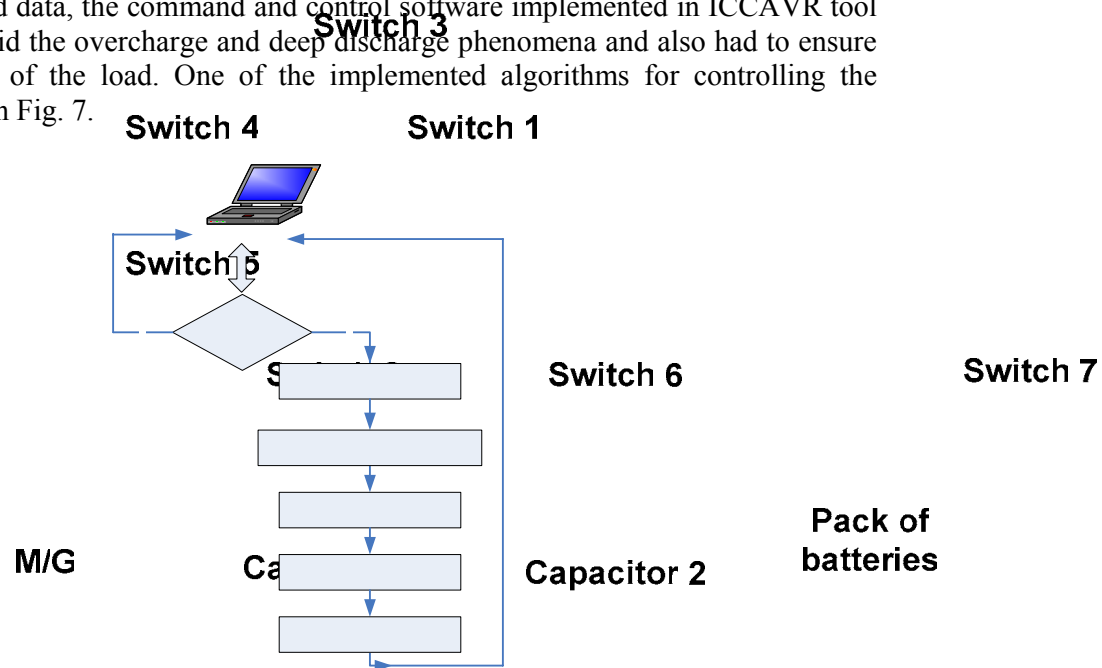 d data, the command and control software implemented in ICCAVR tool
Switch 3
id the overcharge and deep discharge phenomena and also had to ensure
of the load. One of the implemented algorithms for controlling the
n Fig. 7.
Switch 4 Switch 1
Switch 5
Switch 6 Switch 7
Pack of
batteries
M/G Capacitor 2